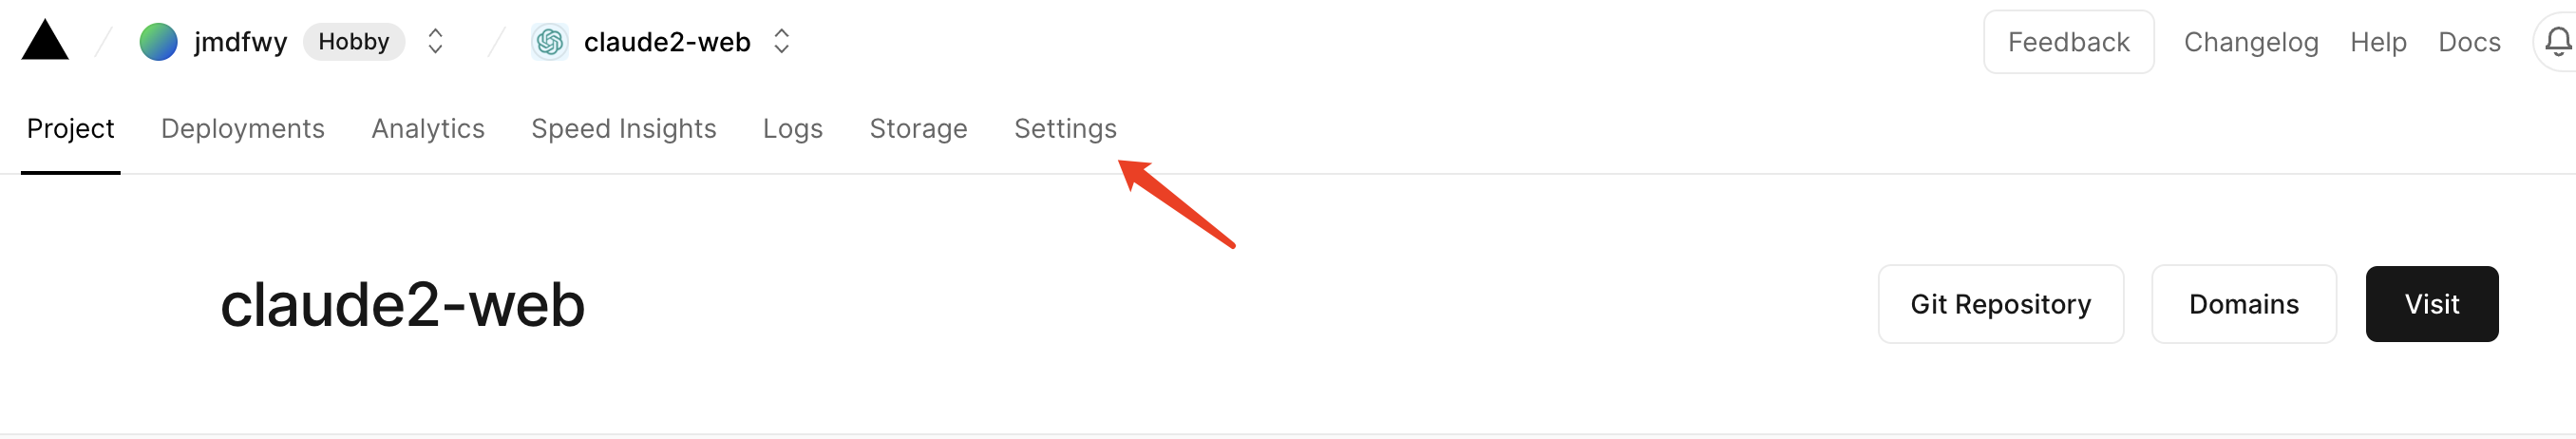 jmdfwy Hobby claude2-web Feedback Changelog Help Docs
Project Deployments Analytics Speed Insights Logs Storage Settings
claude2-web Git Repository Domains Visit